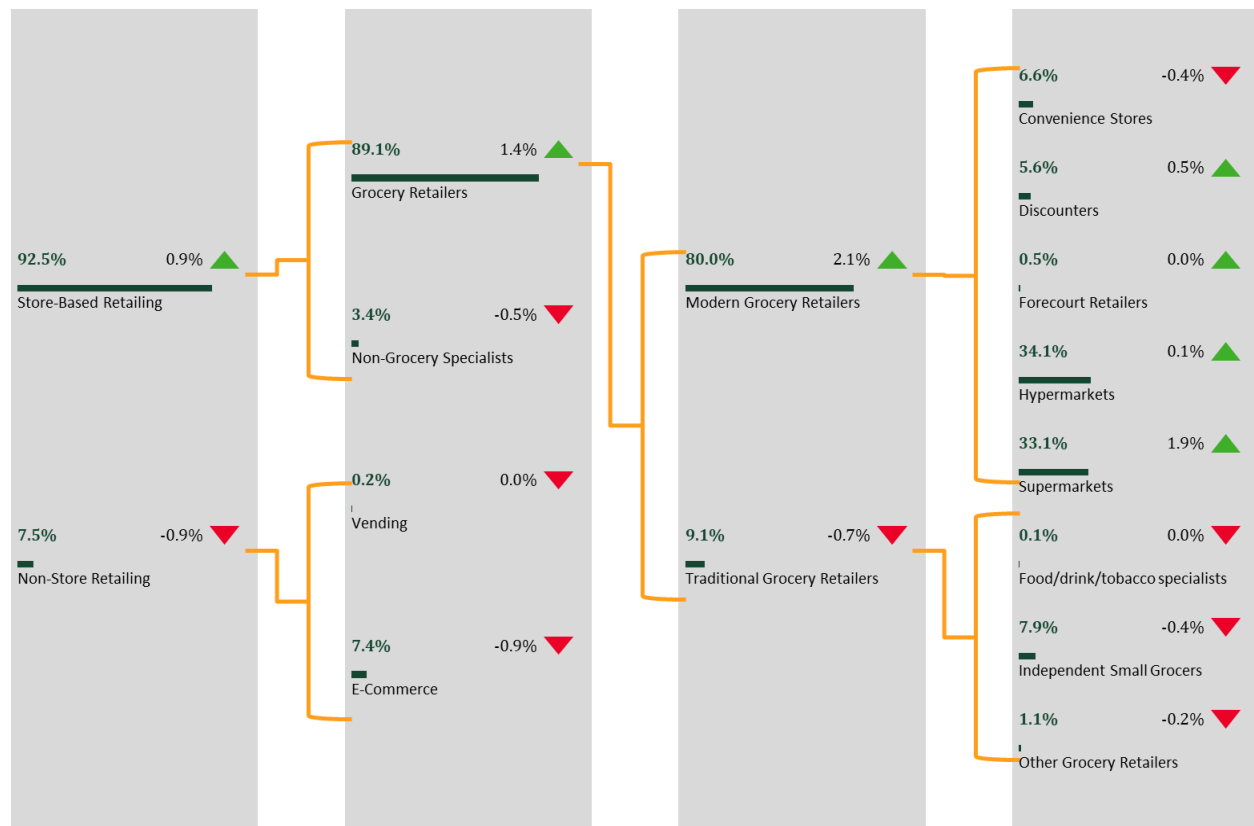 92.5% 0.9%
Store-Based Retailing
7.5% -0.9%
Non-Store Retailing
89.1% 1.4%
Grocery Retailers
3.4% -0.5%
Non-Grocery Specialists
0.2% 0.0%
Vending
7.4% -0.9%
E-Commerce
80.0% 2.1%
Modern Grocery Retailers
9.1% -0.7%
Traditional Grocery Retailers
6.6% -0.4%
Convenience Stores
5.6% 0.5%
Discounters
0.5% 0.0%
Forecourt Retailers
34.1% 0.1%
Hypermarkets
33.1% 1.9%
Supermarkets
0.1% 0.0%
Food/drink/tobacco specialists
7.9% -0.4%
Independent Small Grocers
1.1% -0.2%
Other Grocery Retailers